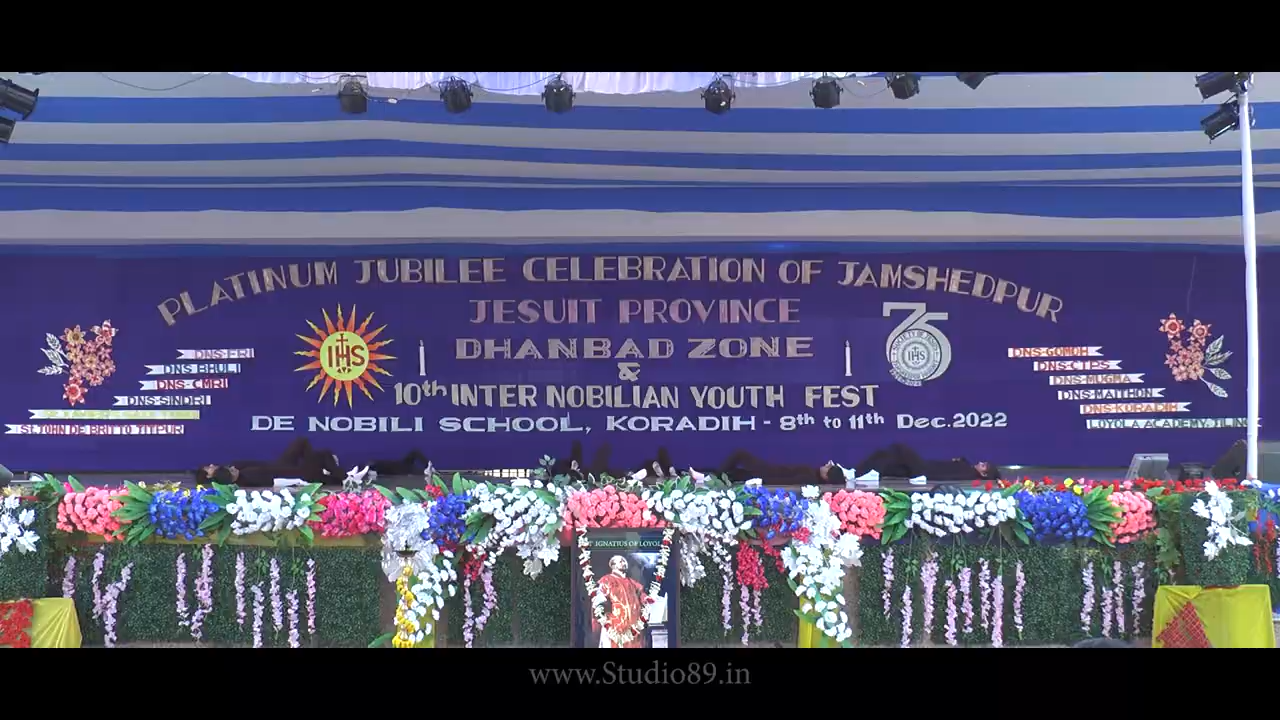 PLATINUM JUBILEE CELEBRATION OF JAMSHEDPUR
JESUIT PROVINCE
DHANBAD ZONE
&
10th INTER NOBILIAN YOUTH FEST
DE NOBILI SCHOOL, KORADIH - 8th to 11th Dec.2022
IHS
75
IHS
DNS-FRI
DNS BHULI
DNS-CMRI
DNS-SINDRI
ST.JOHN DE BRITTO TITPUR
DNS-GOMOH
DNS-CTPS
DNS-MUGMA
DNS-MAITHON
DNS-KORADIH
LOYOLA ACADEMY
ST IGNATIUS OF LOYOLA
www.Studio89.in